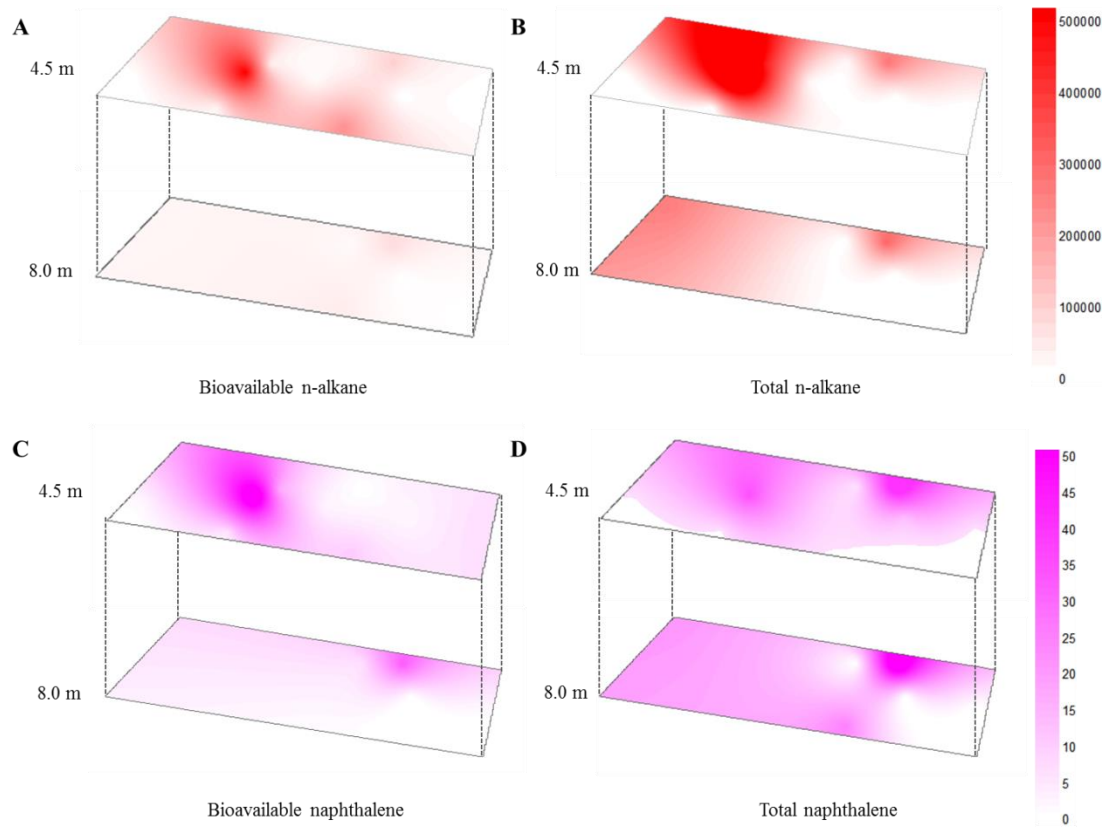 A
B
4.5 m
4.5 m
8.0 m
8.0 m
500000
400000
300000
200000
100000
0
Bioavailable n-alkane
Total n-alkane
C
D
4.5 m
4.5 m
8.0 m
8.0 m
50
45
40
35
30
25
20
15
10
5
0
Bioavailable naphthalene
Total naphthalene